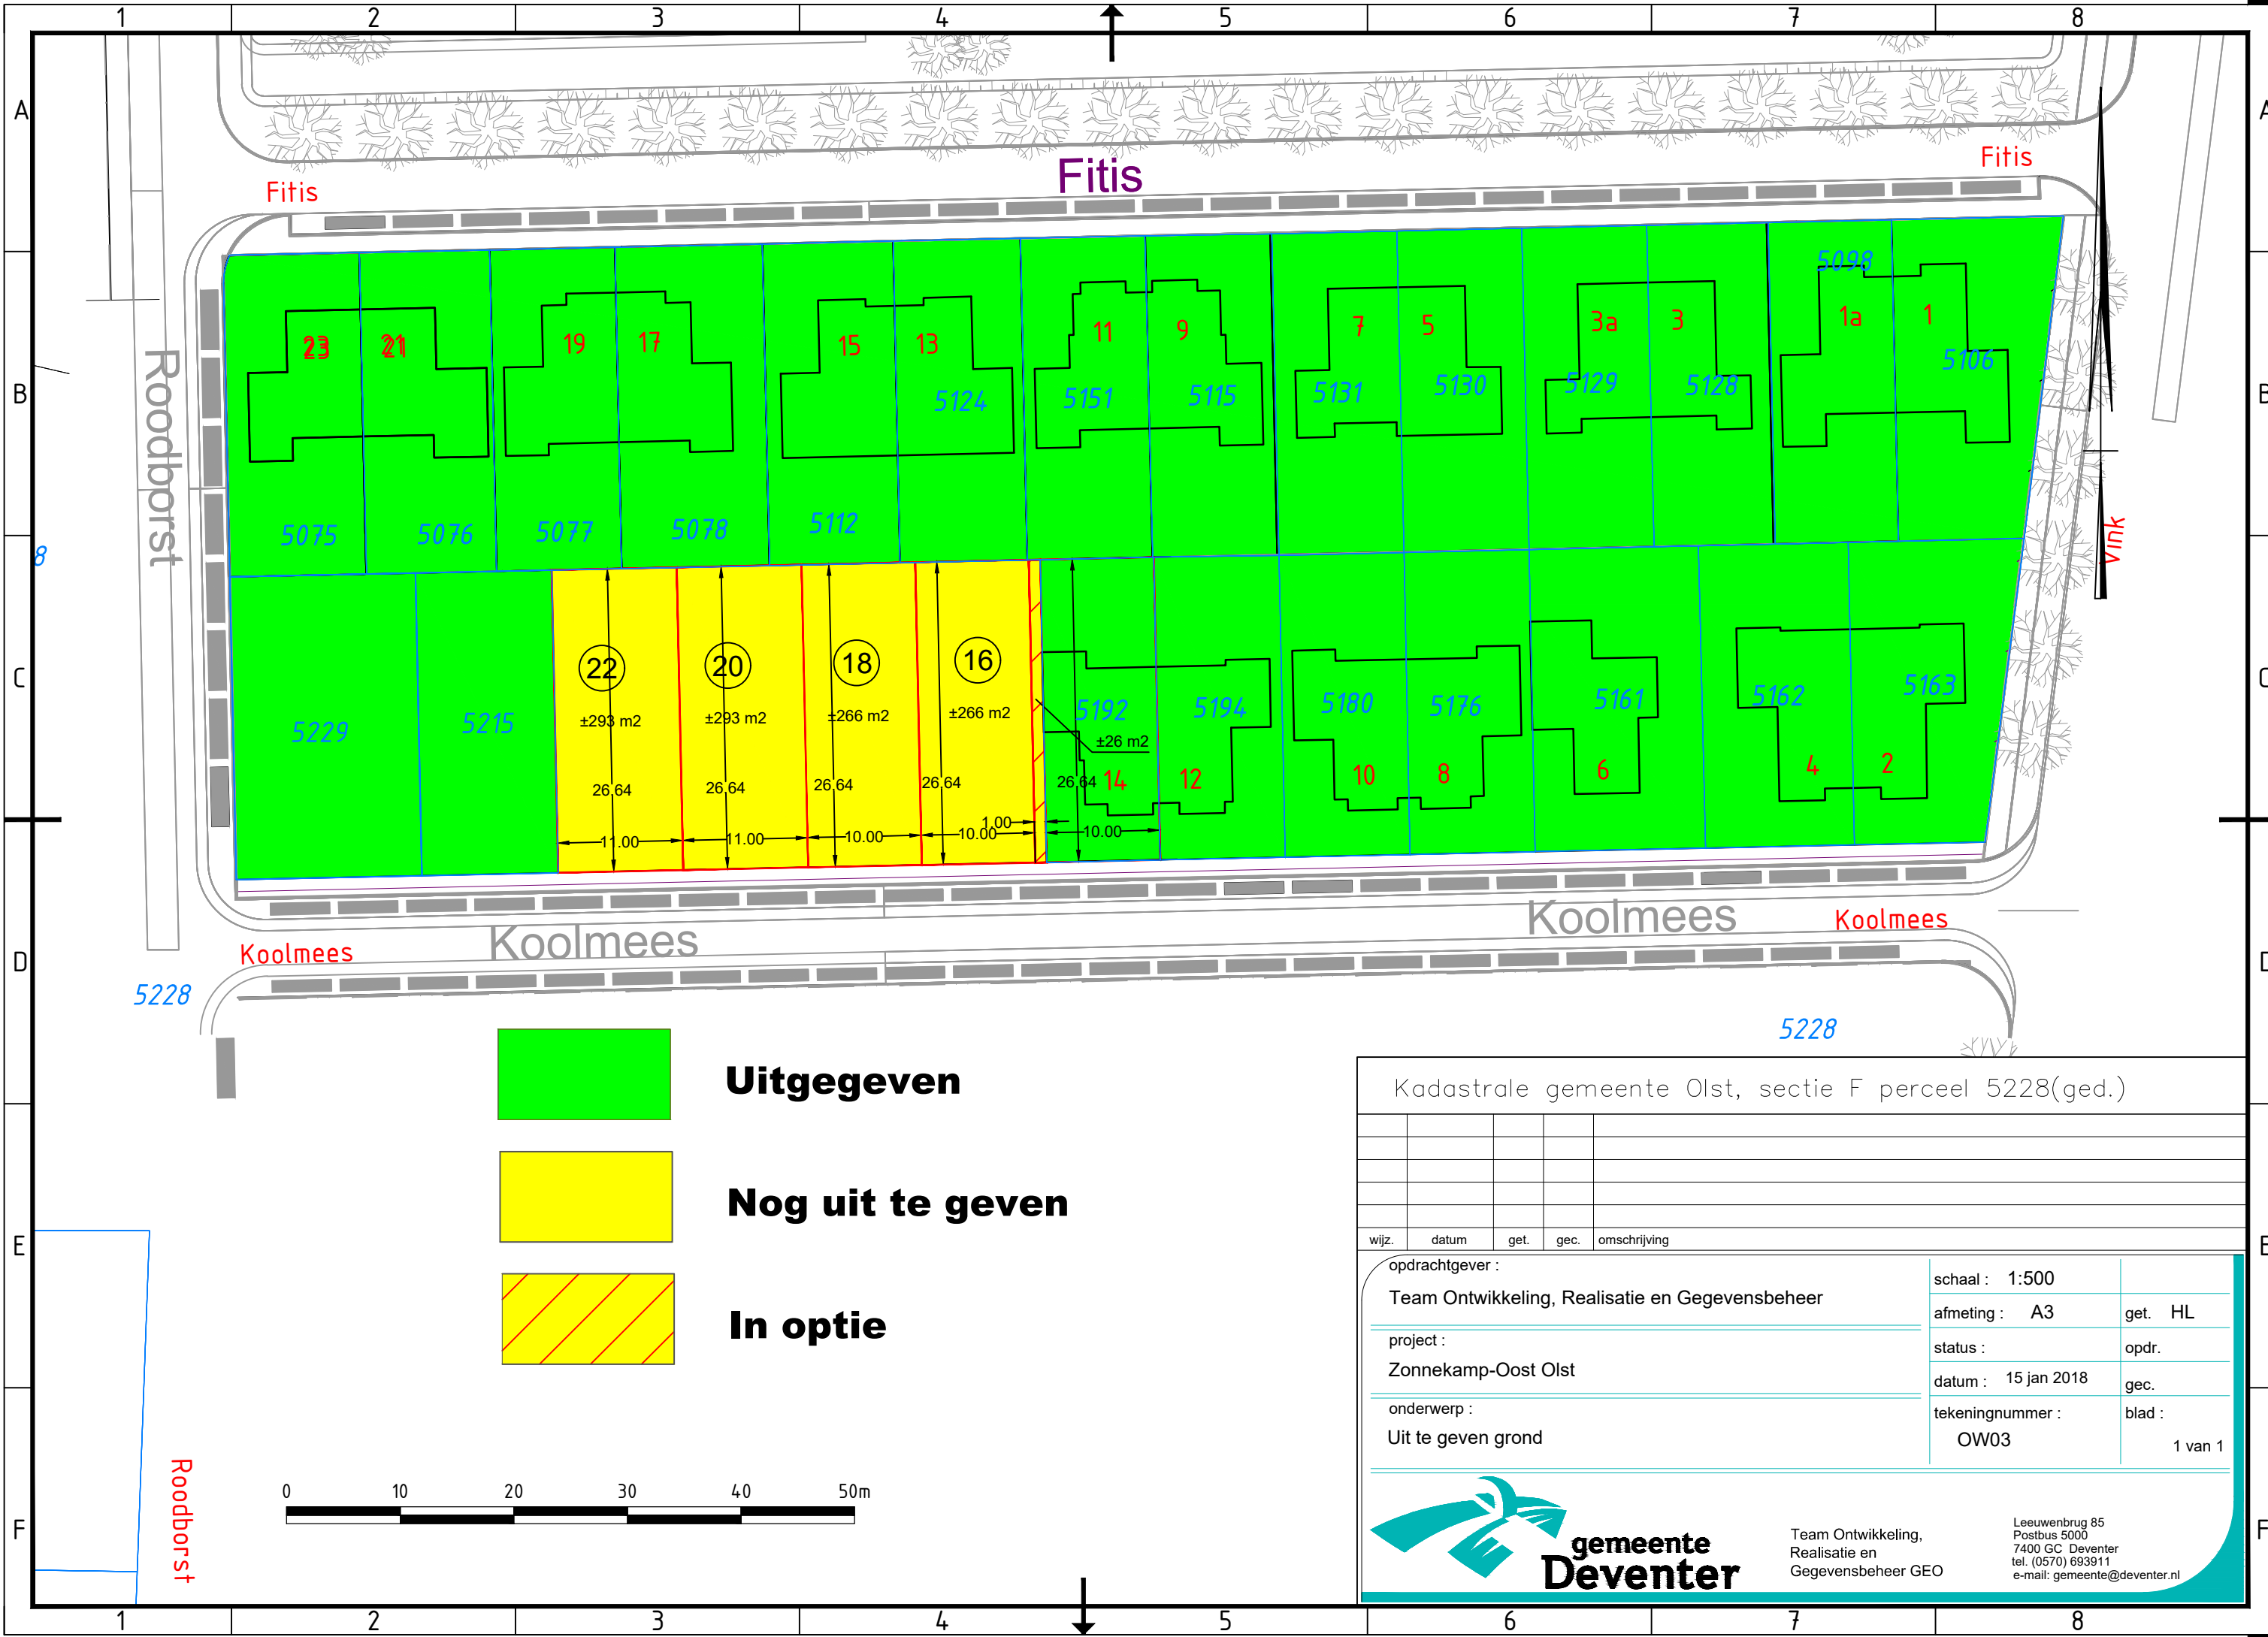 1 2 3 4 5 6 7 8
A
Fitis
Fitis
Fitis
5098
23 21 19 17 15 13 11 9 7 5 3a 3 1a 1
B
Roodborst
5124 5151 5115 5131 5130 5129 5128 5106
5075 5076 5077 5078 5112
8
Vink
C
22 20 18 16
±293 m2 ±293 m2 ±266 m2 ±266 m2
5229 5215 5192 5194 5180 5176 5161 5162 5163
±26 m2
26.64 26.64 26.64 26.64 26.64
14 12 10 8 6 4 2
11.00 11.00 10.00 10.00 1.00 10.00
Koolmees
Koolmees
Koolmees
Koolmees
D
5228
5228
Uitgegeven
Nog uit te geven
In optie
E
Roodborst
0 10 20 30 40 50m
F
Kadastrale gemeente Olst, sectie F perceel 5228(ged.)
wijz. datum get. gec. omschrijving
opdrachtgever :
Team Ontwikkeling, Realisatie en Gegevensbeheer
project :
Zonnekamp-Oost Olst
onderwerp :
Uit te geven grond
schaal : 1:500
afmeting : A3 get. HL
status : opdr.
datum : 15 jan 2018 gec.
tekeningnummer : blad :
OW03 1 van 1
gemeente
Deventer
Team Ontwikkeling,
Realisatie en
Gegevensbeheer GEO
Leeuwenbrug 85
Postbus 5000
7400 GC Deventer
tel. (0570) 693911
e-mail: gemeente@deventer.nl
1 2 3 4 5 6 7 8
A
B
C
D
E
F